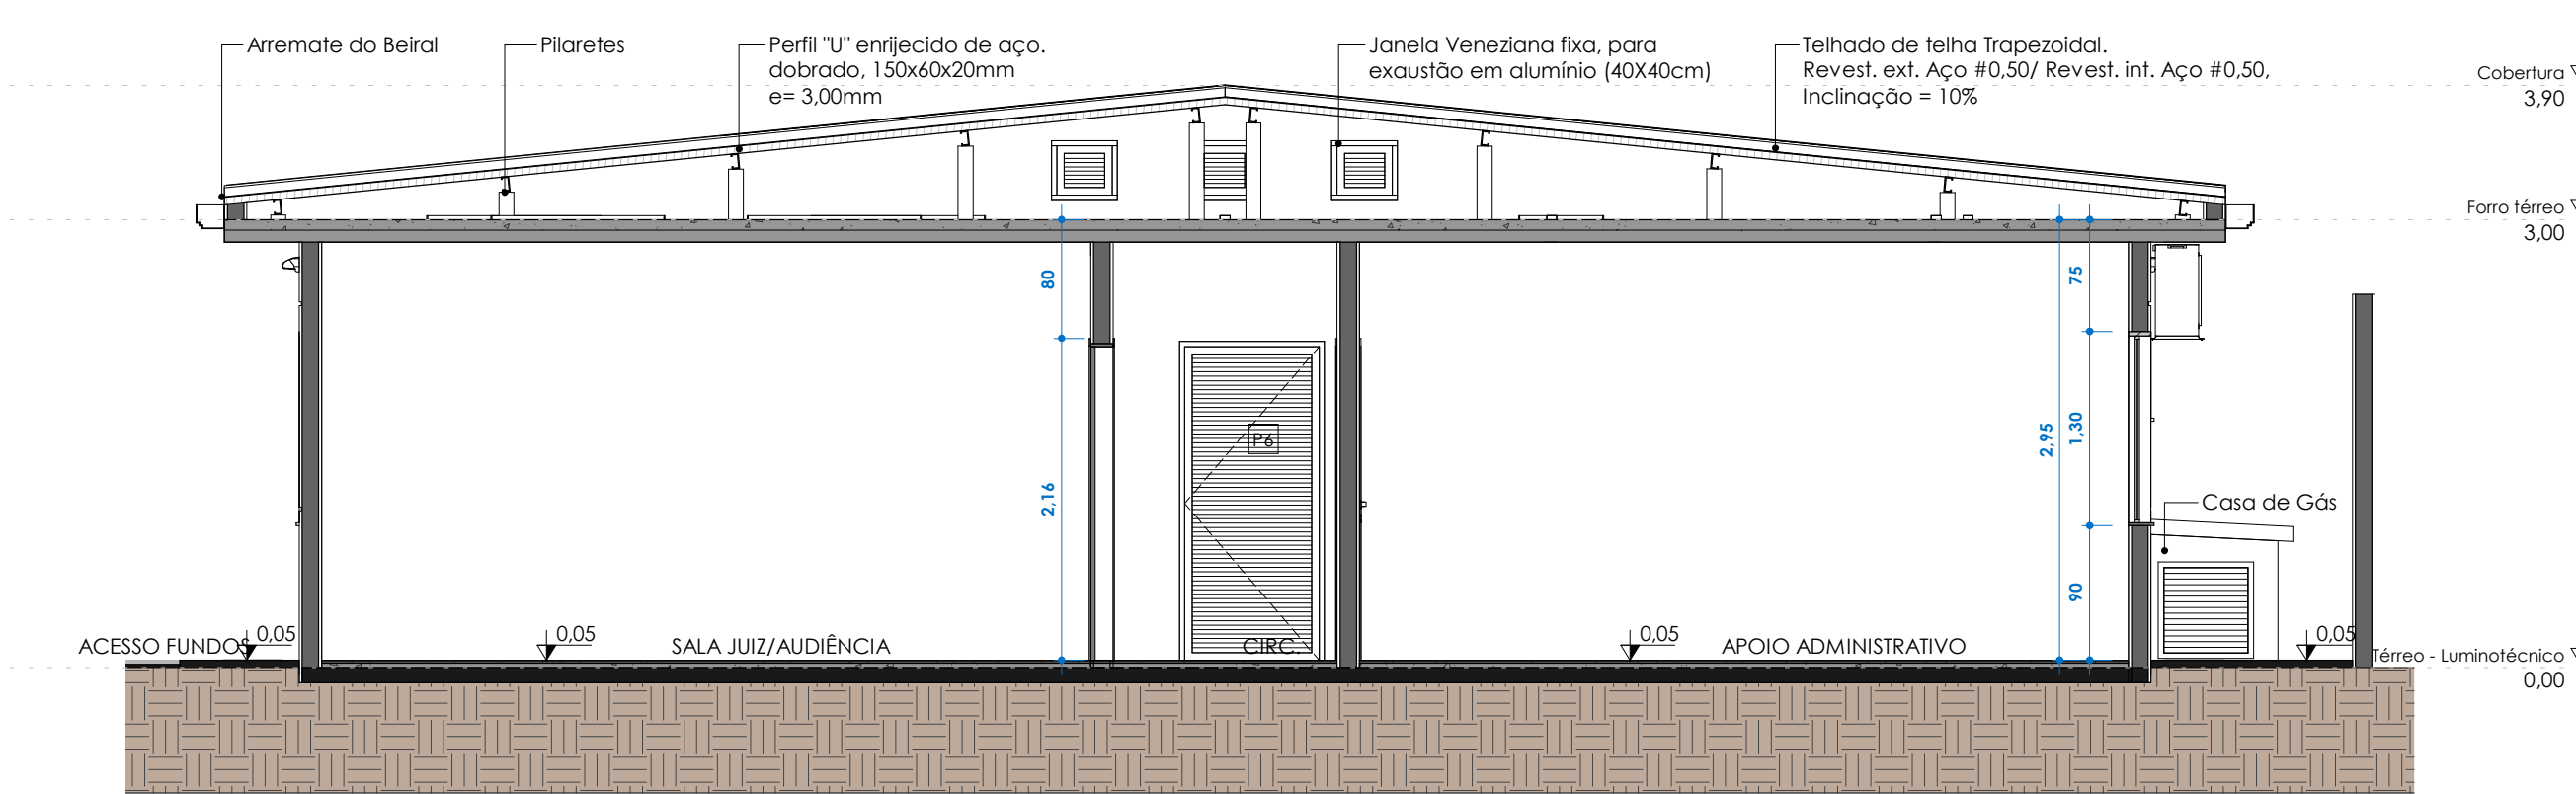 Arremate do Beiral
Pilaretes
Perfil "U" enrijecido de aço.
dobrado, 150x60x20mm
e= 3,00mm
Janela Veneziana fixa, para
exaustão em alumínio (40X40cm)
Telhado de telha Trapezoidal.
Revest. ext. Aço #0,50/ Revest. int. Aço #0,50,
Inclinação = 10%
Cobertura
3,90
Forro térreo
3,00
80
75
2,16
P6
2,95
1,30
90
Casa de Gás
ACESSO FUNDOS
0,05
0,05
SALA JUIZ/AUDIÊNCIA
CIRC.
0,05
APOIO ADMINISTRATIVO
0,05
Térreo - Luminotécnico
0,00